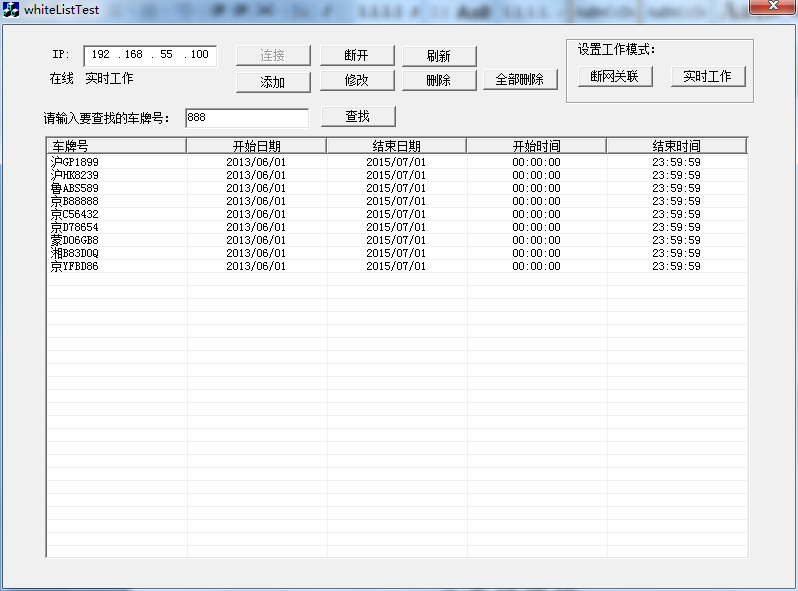 whiteListTest
IP: 192 .168 . 55 .100 连接 断开 刷新 设置工作模式：
在线 实时工作 添加 修改 删除 全部删除 断网关联 实时工作
请输入要查找的车牌号： 888 查找
车牌号 开始日期 结束日期 开始时间 结束时间
沪GP1899 2013/06/01 2015/07/01 00:00:00 23:59:59
沪HK8239 2013/06/01 2015/07/01 00:00:00 23:59:59
鲁ABS589 2013/06/01 2015/07/01 00:00:00 23:59:59
京B88888 2013/06/01 2015/07/01 00:00:00 23:59:59
京C56432 2013/06/01 2015/07/01 00:00:00 23:59:59
京D78654 2013/06/01 2015/07/01 00:00:00 23:59:59
蒙D06GB8 2013/06/01 2015/07/01 00:00:00 23:59:59
湘B83D0Q 2013/06/01 2015/07/01 00:00:00 23:59:59
京YFBD86 2013/06/01 2015/07/01 00:00:00 23:59:59